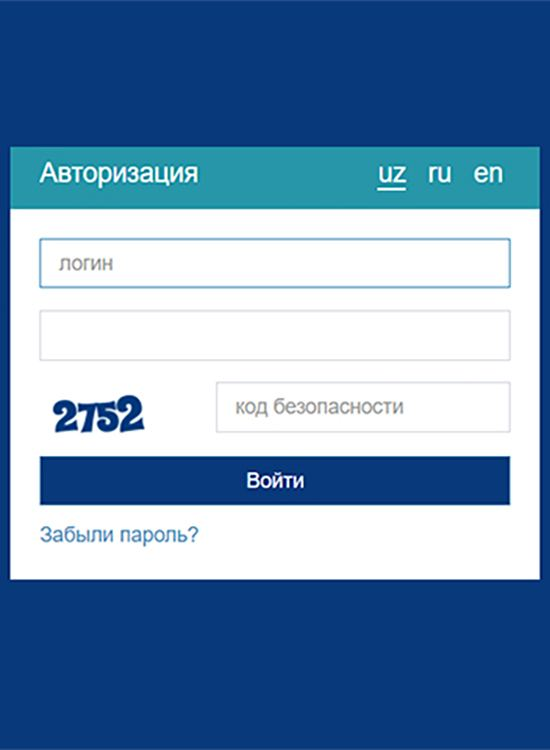 Авторизация uz ru en
логин
2752 код безопасности
Войти
Забыли пароль?